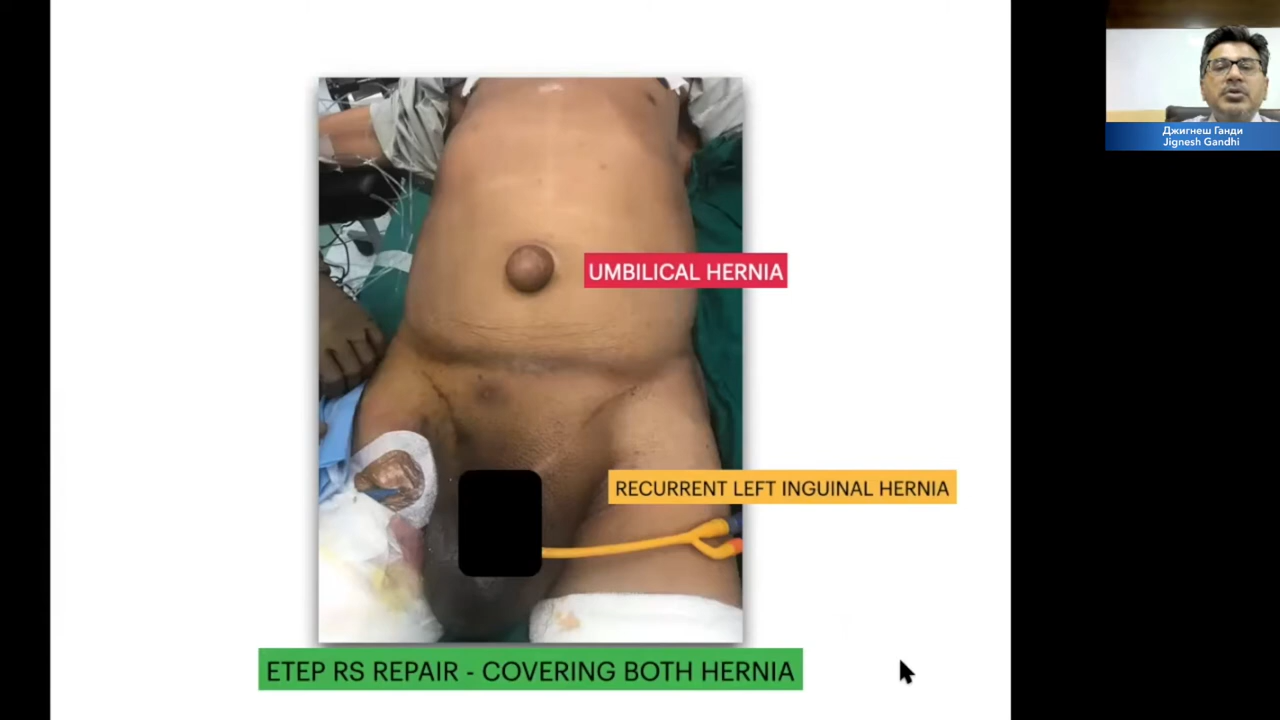 Джигнеш Ганди
Jignesh Gandhi
UMBILICAL HERNIA
RECURRENT LEFT INGUINAL HERNIA
ETEP RS REPAIR - COVERING BOTH HERNIA